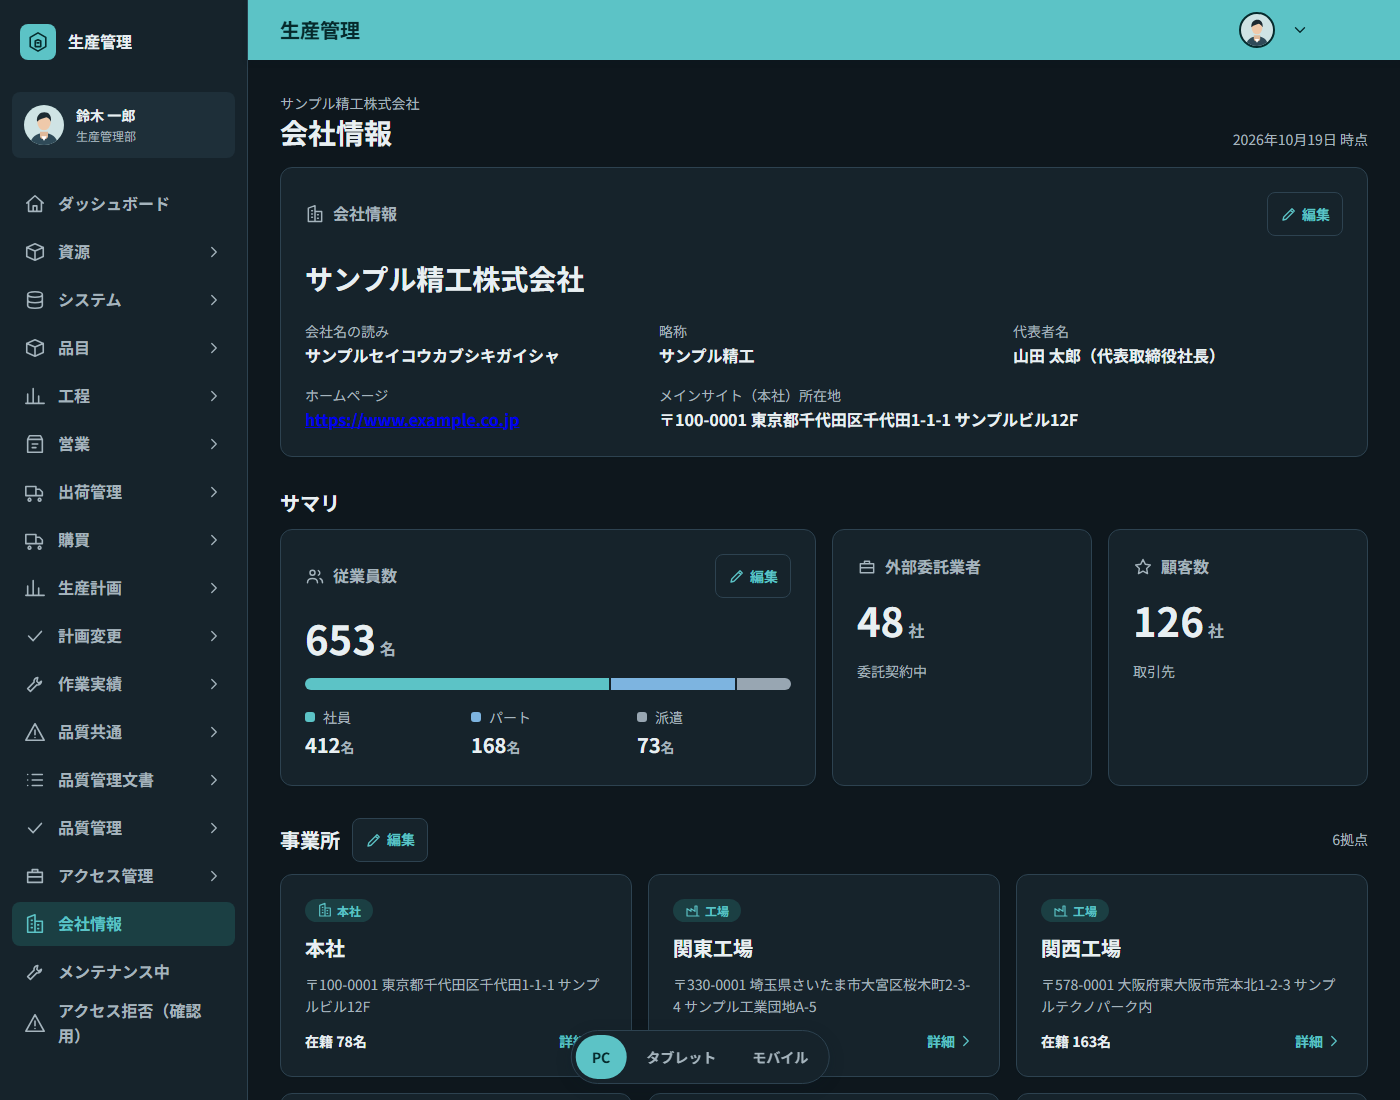 生産管理
鈴木 一郎
生産管理部
ダッシュボード
資源
システム
品目
工程
営業
出荷管理
購買
生産計画
計画変更
作業実績
品質共通
品質管理文書
品質管理
アクセス管理
会社情報
メンテナンス中
アクセス拒否（確認
用）
生産管理
サンプル精工株式会社
会社情報
2026年10月19日 時点
会社情報
編集
サンプル精工株式会社
会社名の読み
サンプルセイコウカブシキガイシャ
略称
サンプル精工
代表者名
山田 太郎（代表取締役社長）
ホームページ
https://www.example.co.jp
メインサイト（本社）所在地
〒100-0001 東京都千代田区千代田1-1-1 サンプルビル12F
サマリ
従業員数
編集
653 名
社員
412名
パート
168名
派遣
73名
外部委託業者
48 社
委託契約中
顧客数
126 社
取引先
事業所
編集
6拠点
本社
本社
〒100-0001 東京都千代田区千代田1-1-1 サンプ
ルビル12F
在籍 78名
工場
関東工場
〒330-0001 埼玉県さいたま市大宮区桜木町2-3-
4 サンプル工業団地A-5
詳細
工場
関西工場
〒578-0001 大阪府東大阪市荒本北1-2-3 サンプ
ルテクノパーク内
在籍 163名
詳細
PC
タブレット
モバイル